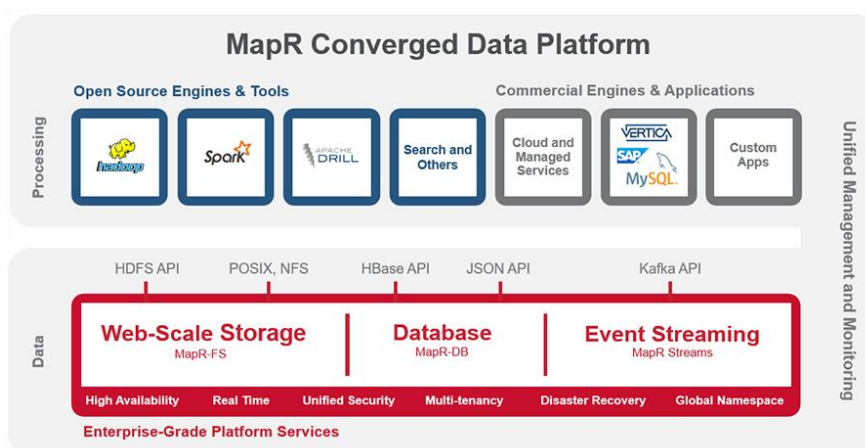 MapR Converged Data Platform
Open Source Engines & Tools
Commercial Engines & Applications
Processing
hadoop
Spark
APACHE
DRILL
Search and
Others
Cloud and
Managed
Services
VERTICA
SAP
MySQL
Custom
Apps
Unified Management and Monitoring
HDFS API
POSIX, NFS
HBase API
JSON API
Kafka API
Data
Web-Scale Storage
MapR-FS
Database
MapR-DB
Event Streaming
MapR Streams
High Availability
Real Time
Unified Security
Multi-tenancy
Disaster Recovery
Global Namespace
Enterprise-Grade Platform Services